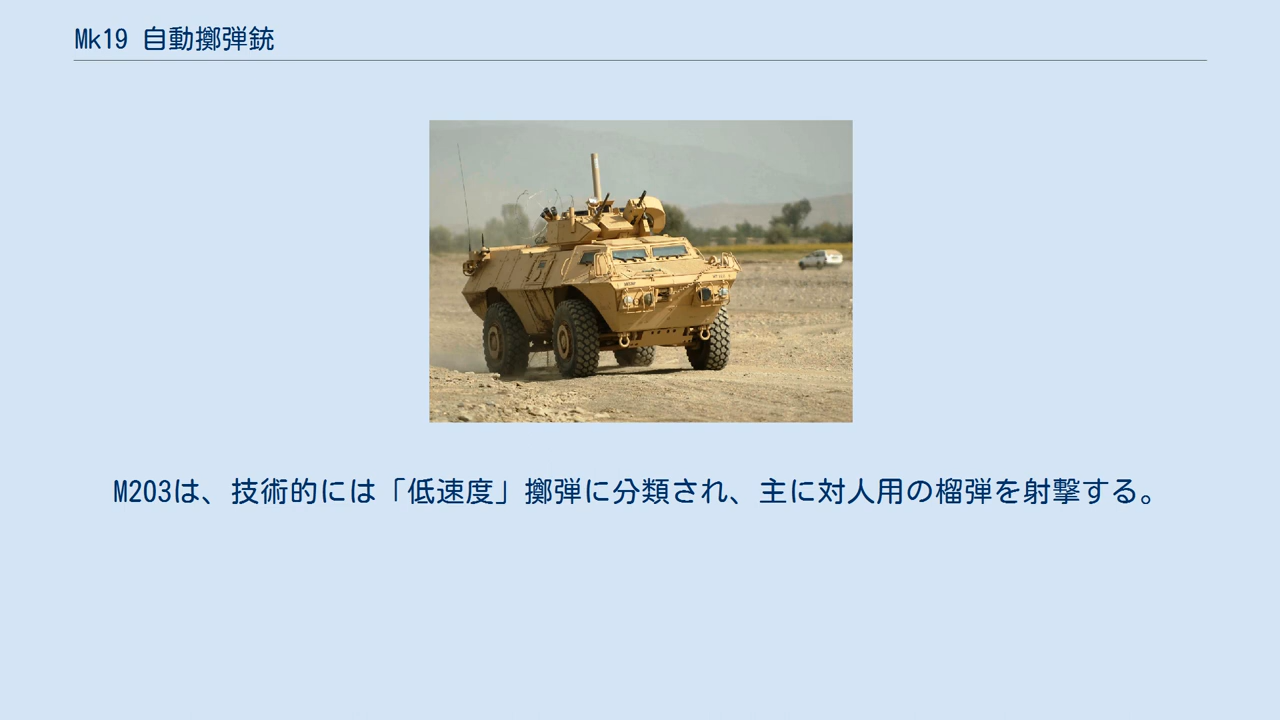 Mk19 自動擲弾銃
M203は、技術的には「低速度」擲弾に分類され、主に対人用の榴弾を射撃する。